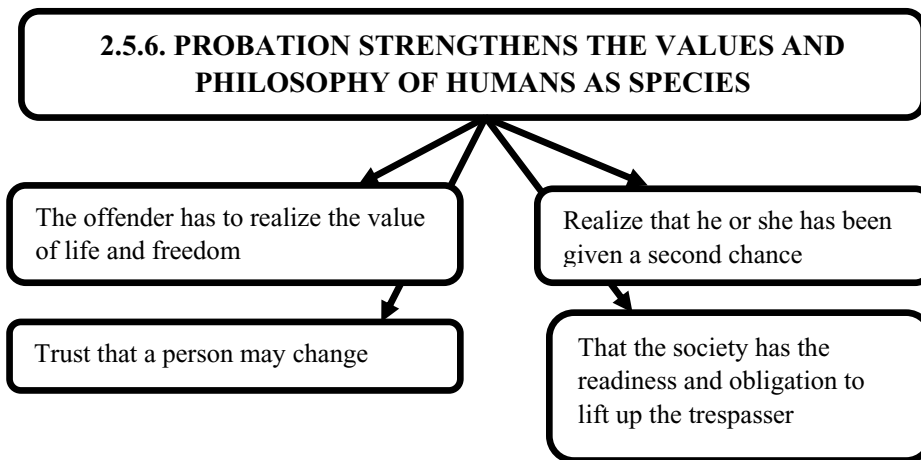 2.5.6. PROBATION STRENGTHENS THE VALUES AND
PHILOSOPHY OF HUMANS AS SPECIES
The offender has to realize the value
of life and freedom
Realize that he or she has been
given a second chance
Trust that a person may change
That the society has the
readiness and obligation to
lift up the trespasser